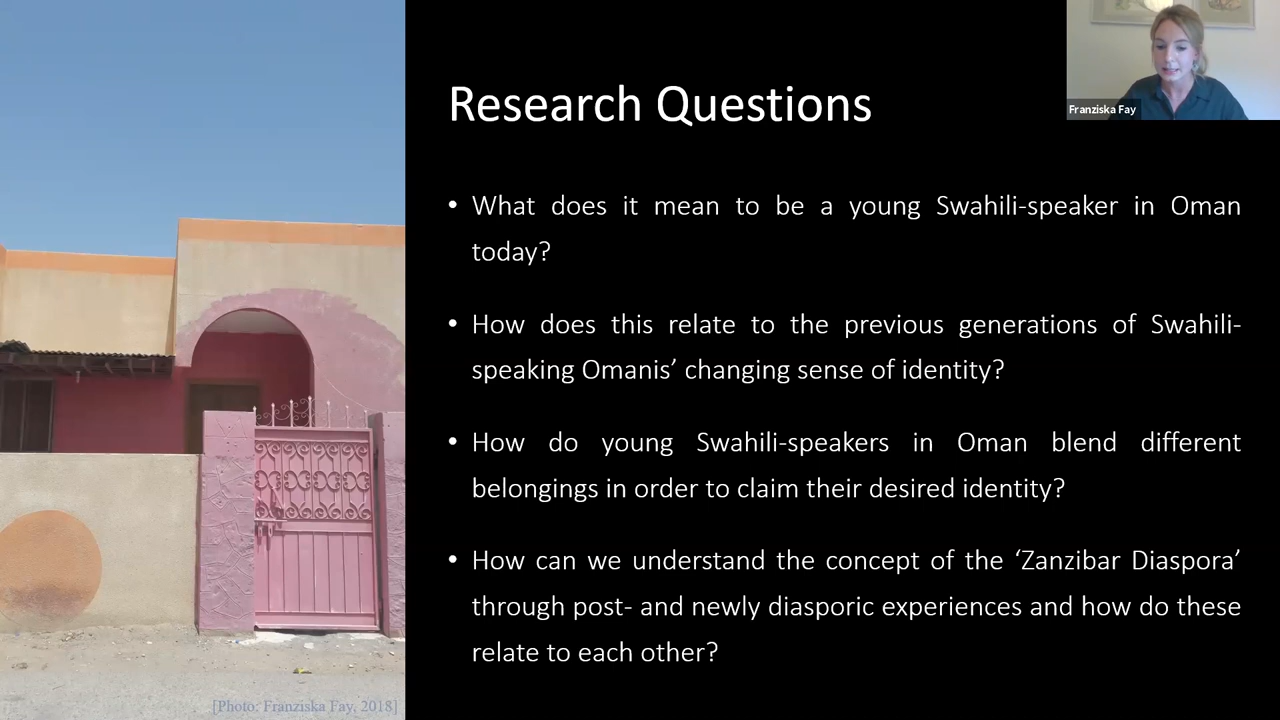 Franziska Fay
Research Questions
• What does it mean to be a young Swahili-speaker in Oman
today?
• How does this relate to the previous generations of Swahili-
speaking Omanis’ changing sense of identity?
• How do young Swahili-speakers in Oman blend different
belongings in order to claim their desired identity?
• How can we understand the concept of the ‘Zanzibar Diaspora’
through post- and newly diasporic experiences and how do these
relate to each other?
[Photo: Franziska Fay, 2018]